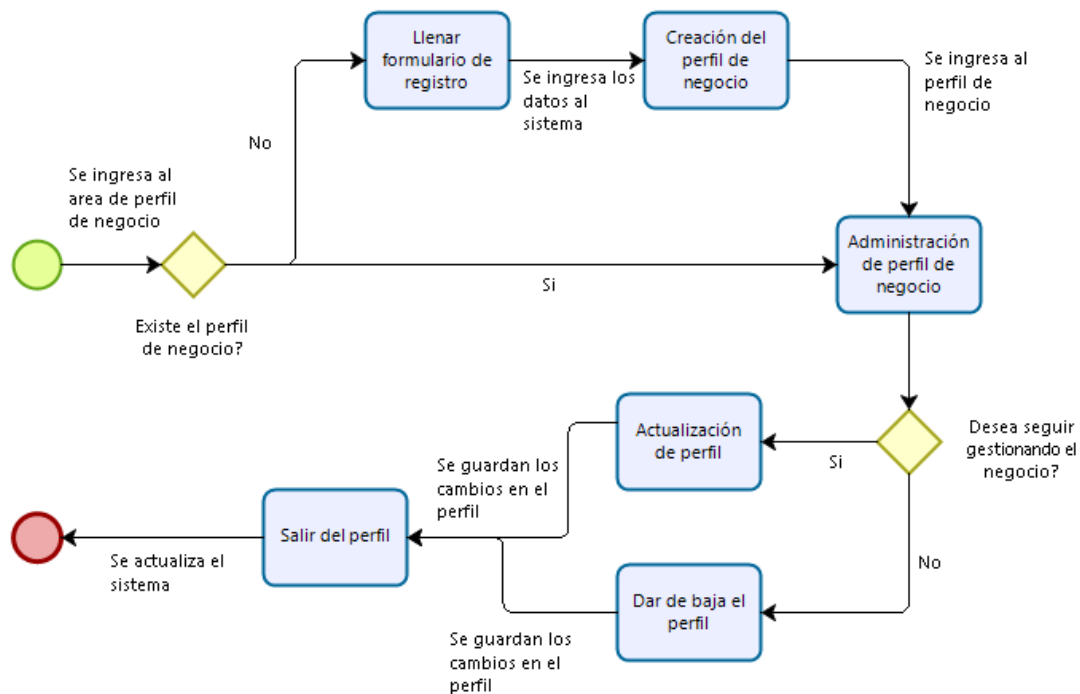 Llenar
formulario de
registro
Se ingresa los
datos al
sistema
Creación del
perfil de
negocio
Se ingresa al
perfil de
negocio
No
Se ingresa al
area de perfil
de negocio
Existe el perfil
de negocio?
Si
Administración
de perfil de
negocio
Desea seguir
gestionando el
negocio?
Si
Actualización
de perfil
Se guardan los
cambios en el
perfil
No
Dar de baja el
perfil
Se guardan los
cambios en el
perfil
Salir del perfil
Se actualiza el
sistema